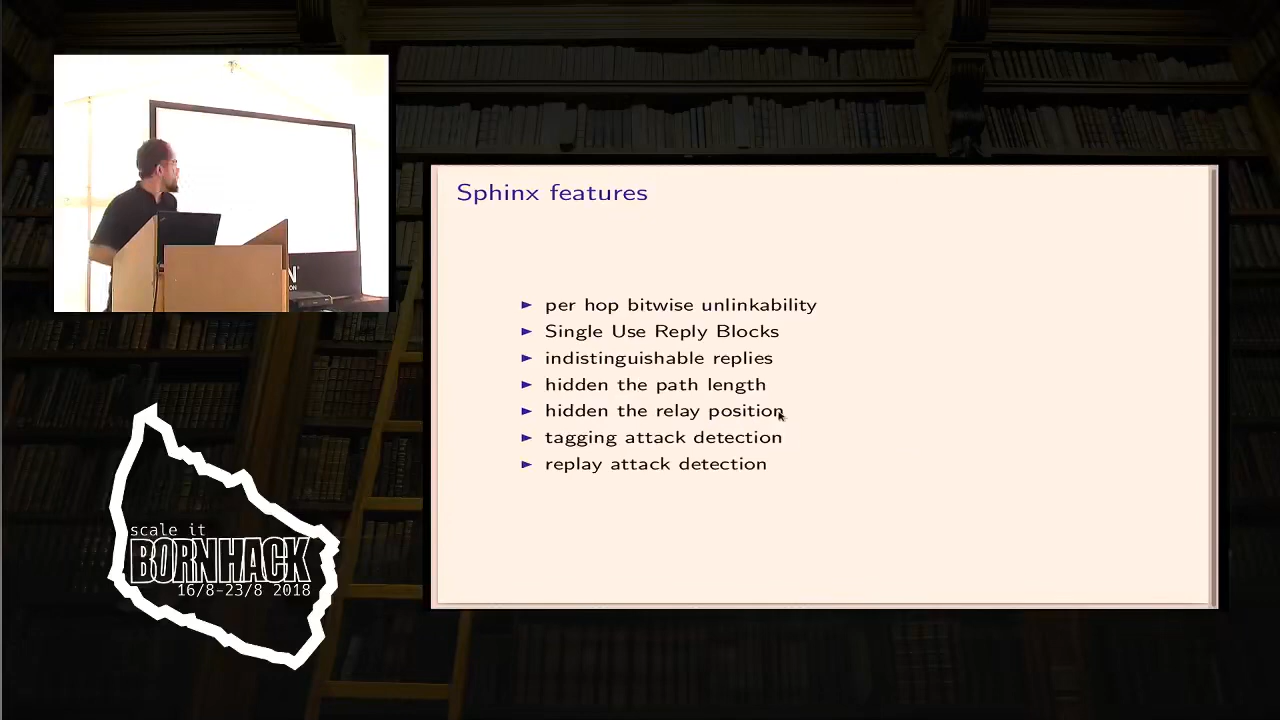 Sphinx features
per hop bitwise unlinkability
Single Use Reply Blocks
indistinguishable replies
hidden the path length
hidden the relay position
tagging attack detection
replay attack detection
scale it
BORNHACK
16/8-23/8 2018